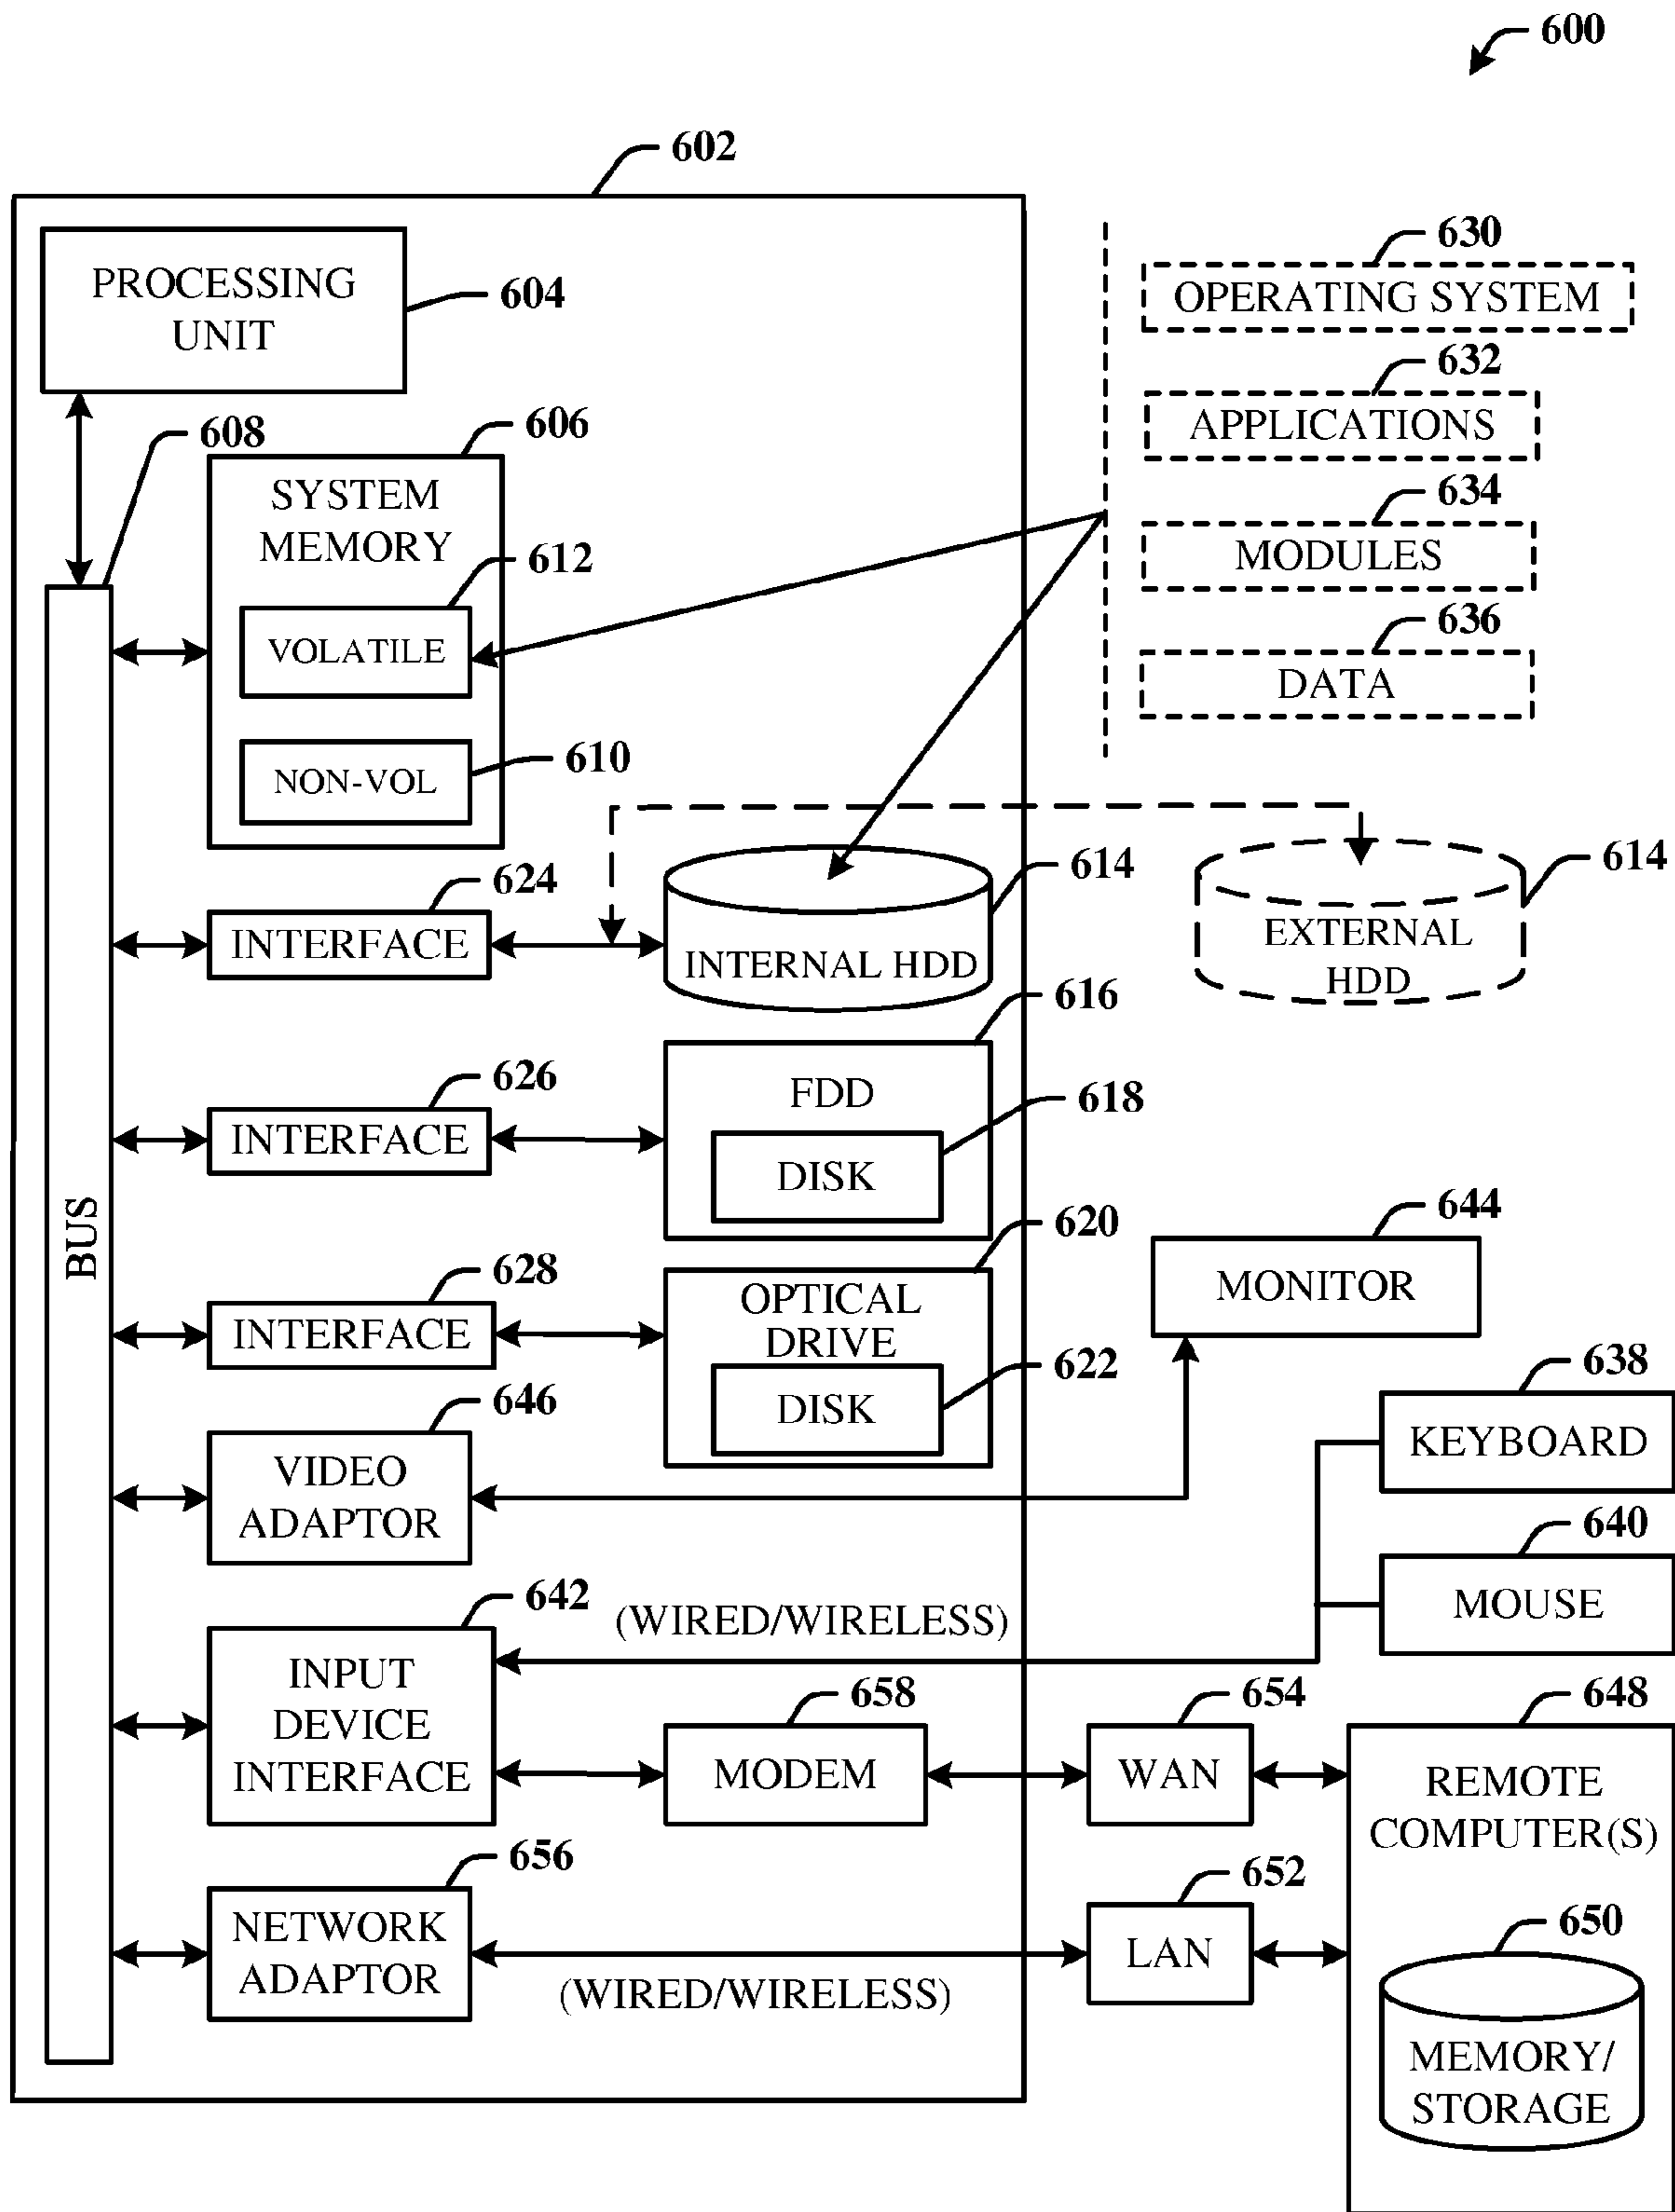 600
602
PROCESSING
UNIT
604
630
OPERATING SYSTEM
632
APPLICATIONS
634
MODULES
636
DATA
608
606
SYSTEM
MEMORY
612
VOLATILE
610
NON-VOL
624
INTERFACE
614
INTERNAL HDD
614
EXTERNAL
HDD
626
INTERFACE
616
FDD
618
DISK
BUS
628
INTERFACE
620
OPTICAL
DRIVE
622
DISK
644
MONITOR
646
VIDEO
ADAPTOR
638
KEYBOARD
640
MOUSE
642
INPUT
DEVICE
INTERFACE
(WIRED/WIRELESS)
658
MODEM
654
WAN
648
REMOTE
COMPUTER(S)
656
NETWORK
ADAPTOR
(WIRED/WIRELESS)
652
LAN
650
MEMORY/
STORAGE